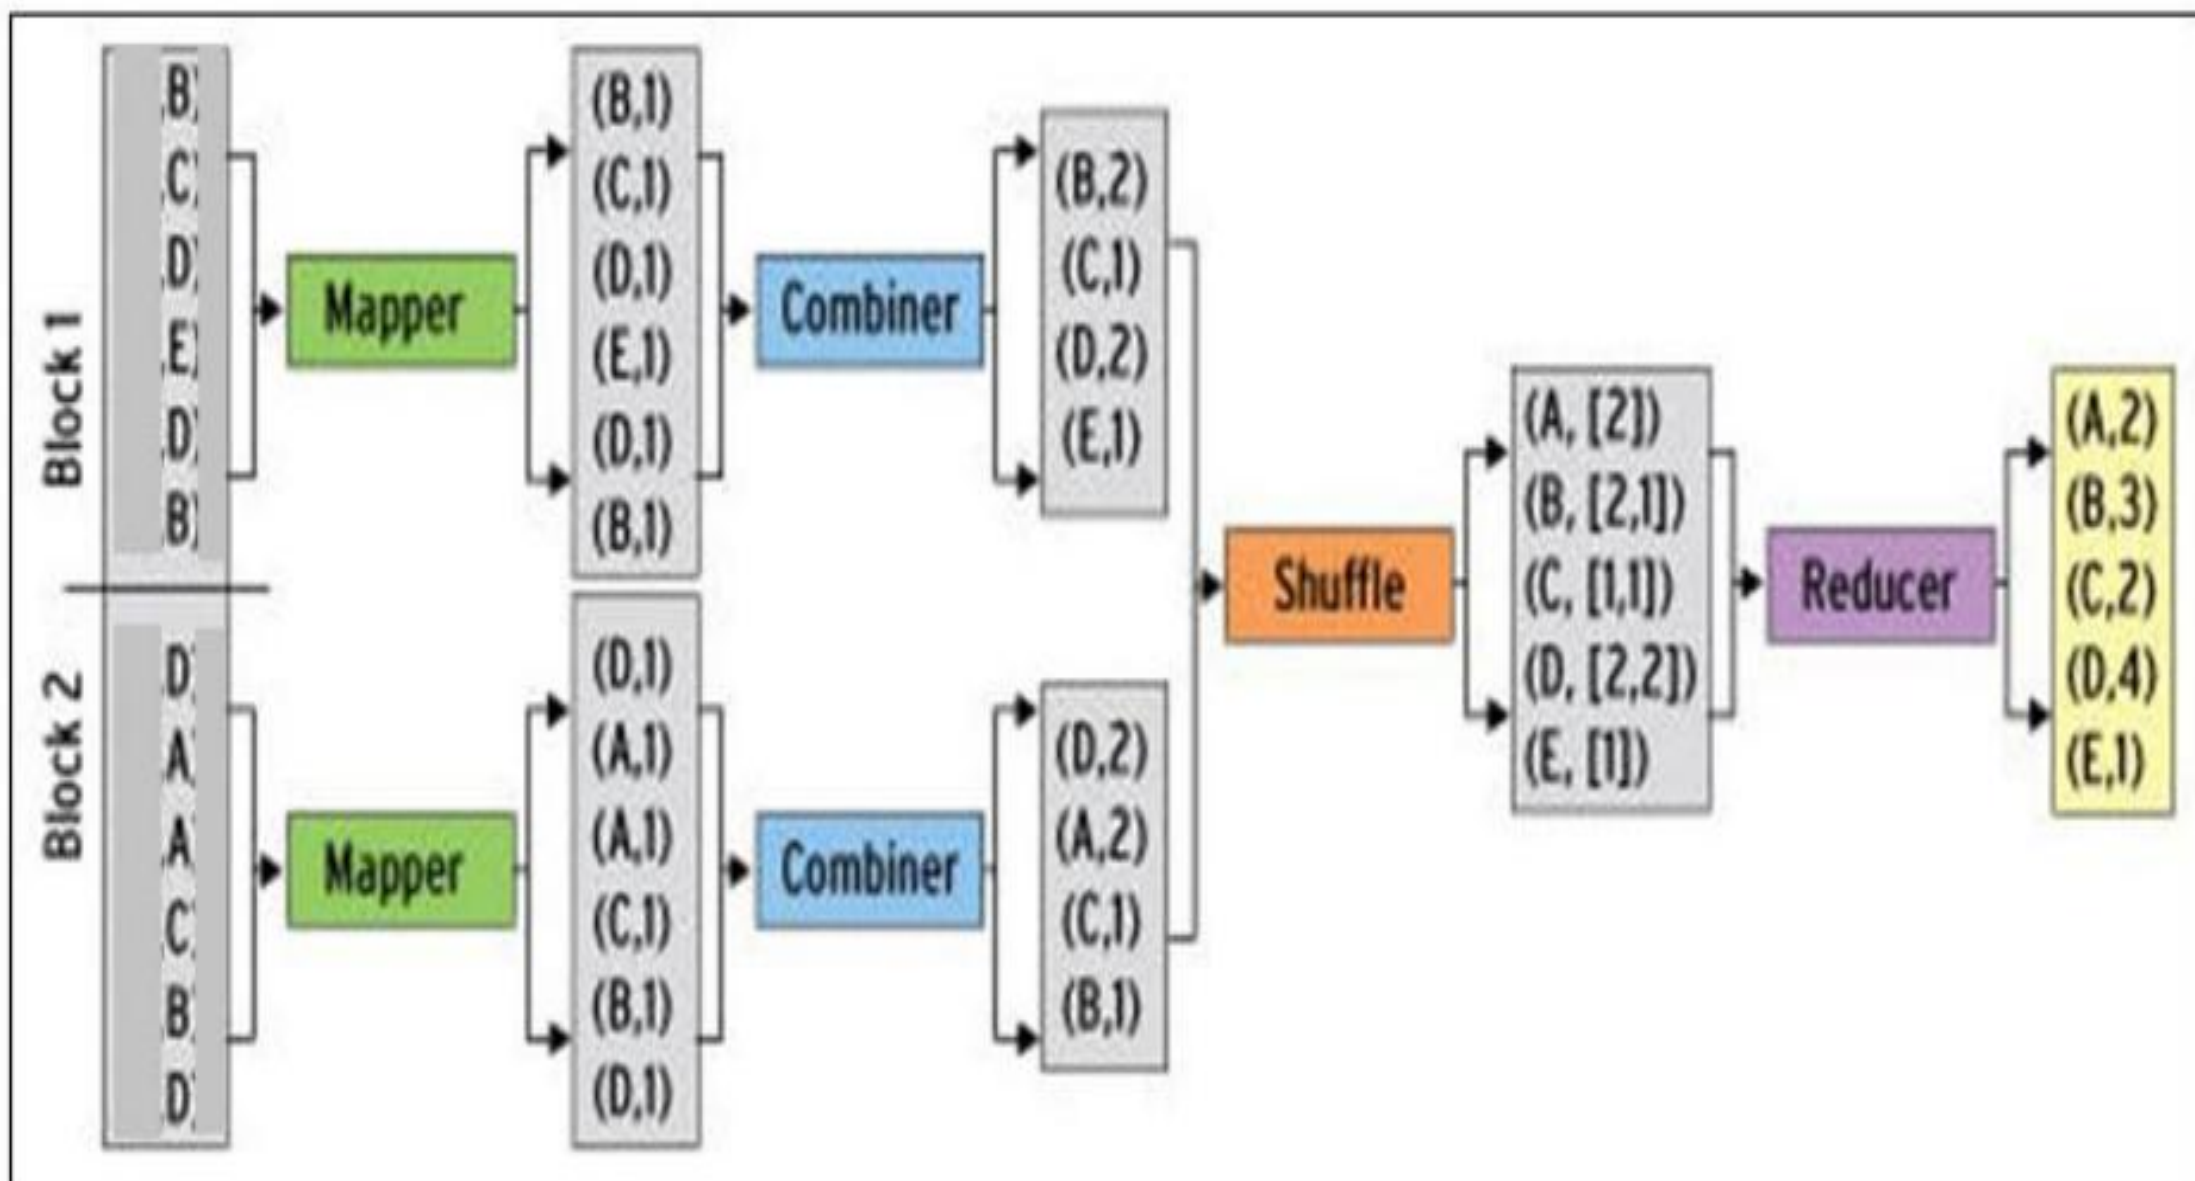 Block 1
B)
C)
D)
E)
D)
B)
Mapper
(B,1)
(C,1)
(D,1)
(E,1)
(D,1)
(B,1)
Combiner
(B,2)
(C,1)
(D,2)
(E,1)
Block 2
D)
A)
A)
C)
B)
D)
Mapper
(D,1)
(A,1)
(A,1)
(C,1)
(B,1)
(D,1)
Combiner
(D,2)
(A,2)
(C,1)
(B,1)
Shuffle
(A, [2])
(B, [2,1])
(C, [1,1])
(D, [2,2])
(E, [1])
Reducer
(A,2)
(B,3)
(C,2)
(D,4)
(E,1)